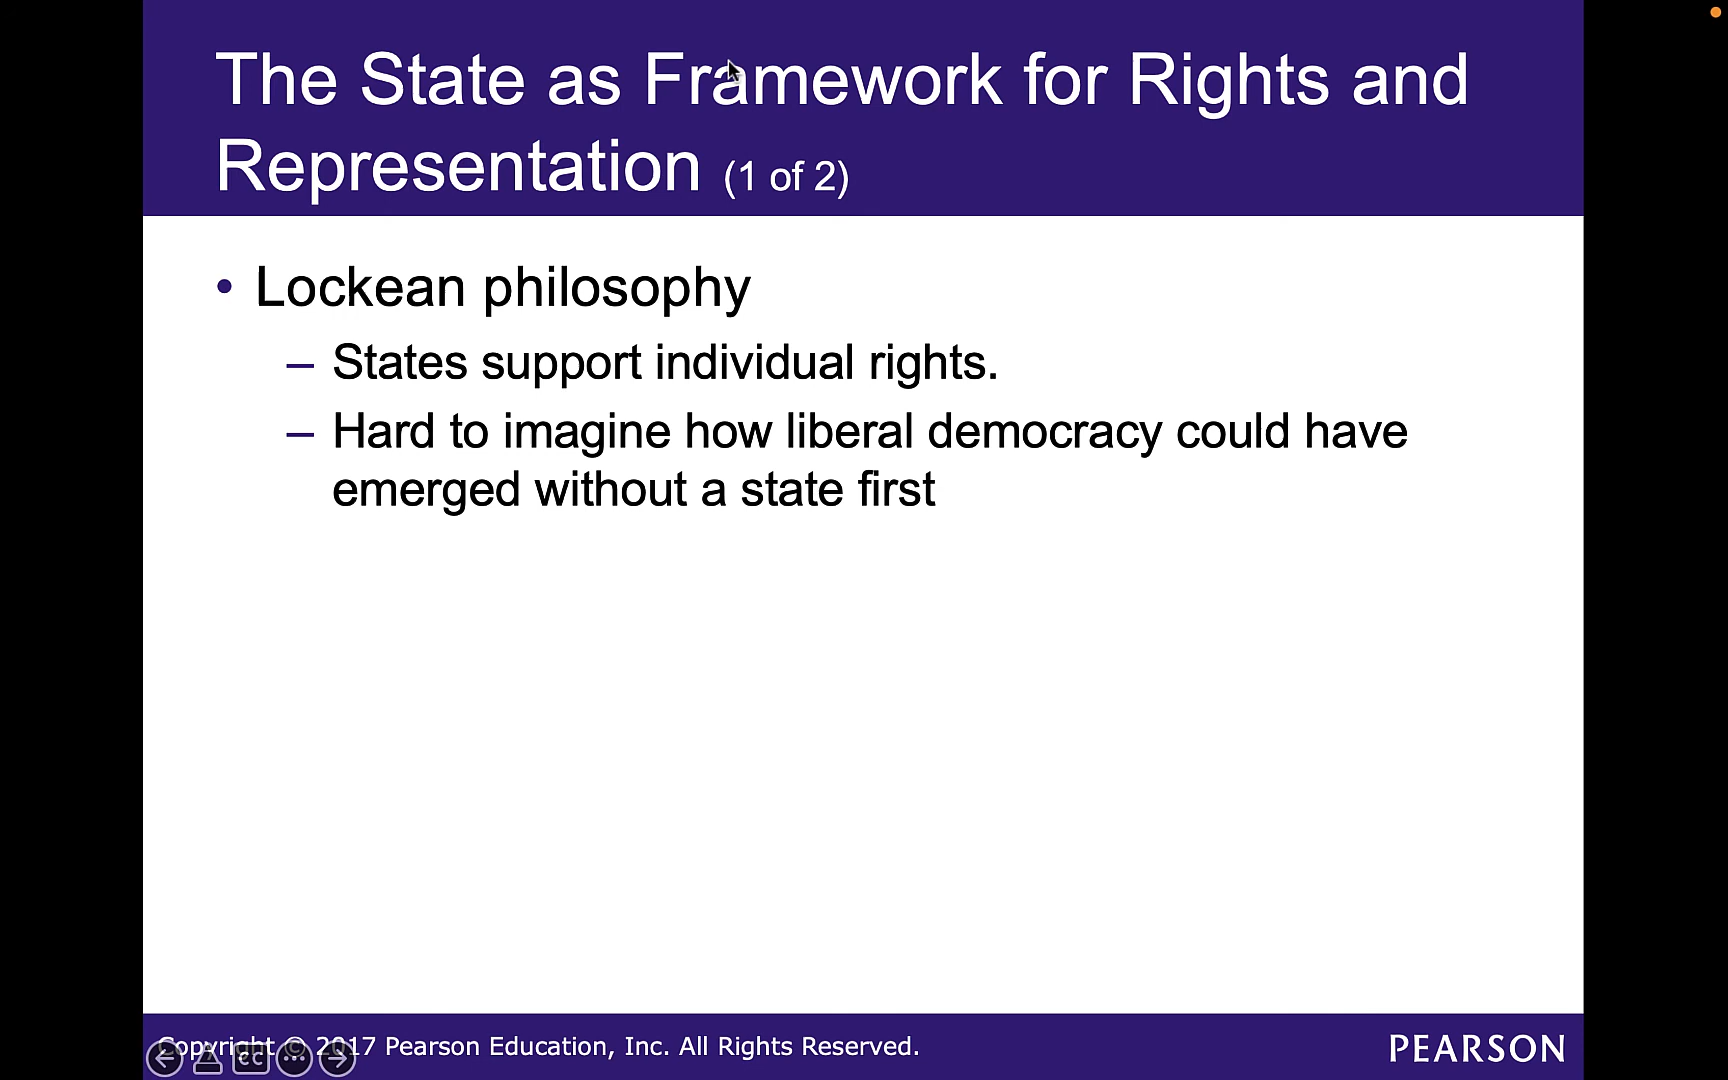 The State as Framework for Rights and
Representation (1 of 2)
• Lockean philosophy
– States support individual rights.
– Hard to imagine how liberal democracy could have
emerged without a state first
Copyright © 2017 Pearson Education, Inc. All Rights Reserved.
CC
PEARSON